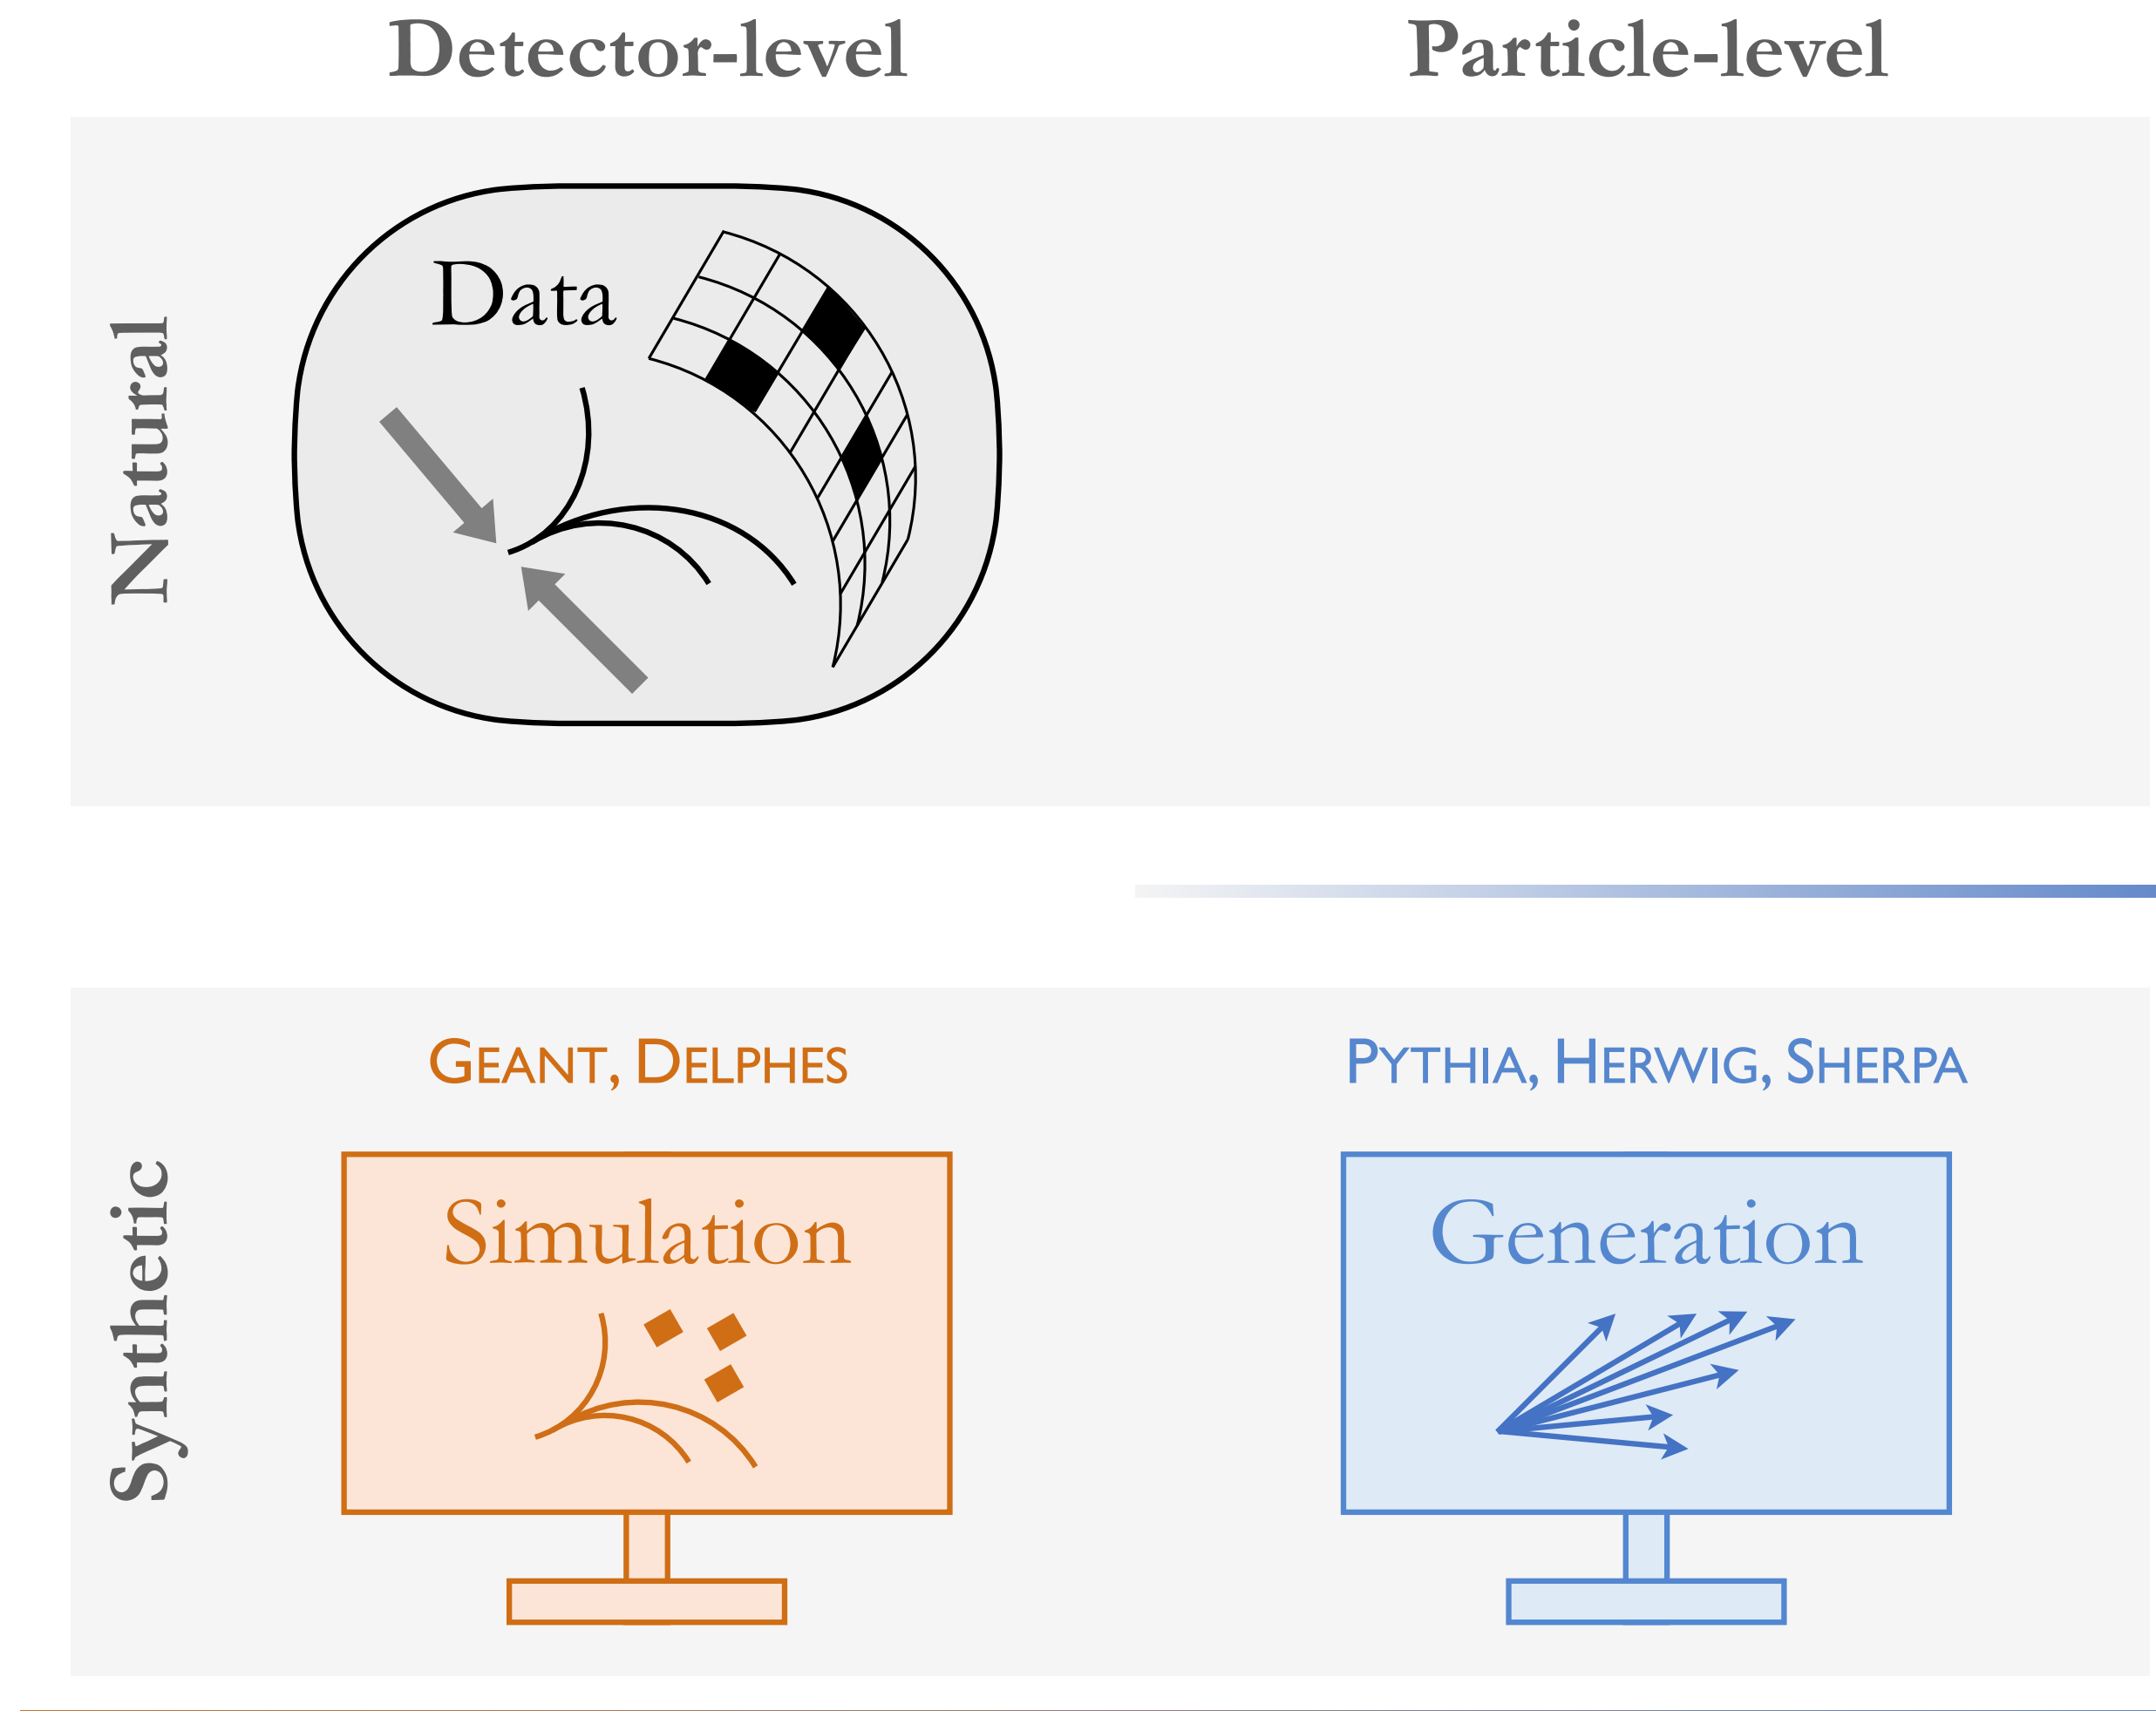 Detector-level
Particle-level
Natural
Data
Synthetic
GEANT, DELPHES
PYTHIA, HERWIG, SHERPA
Simulation
Generation